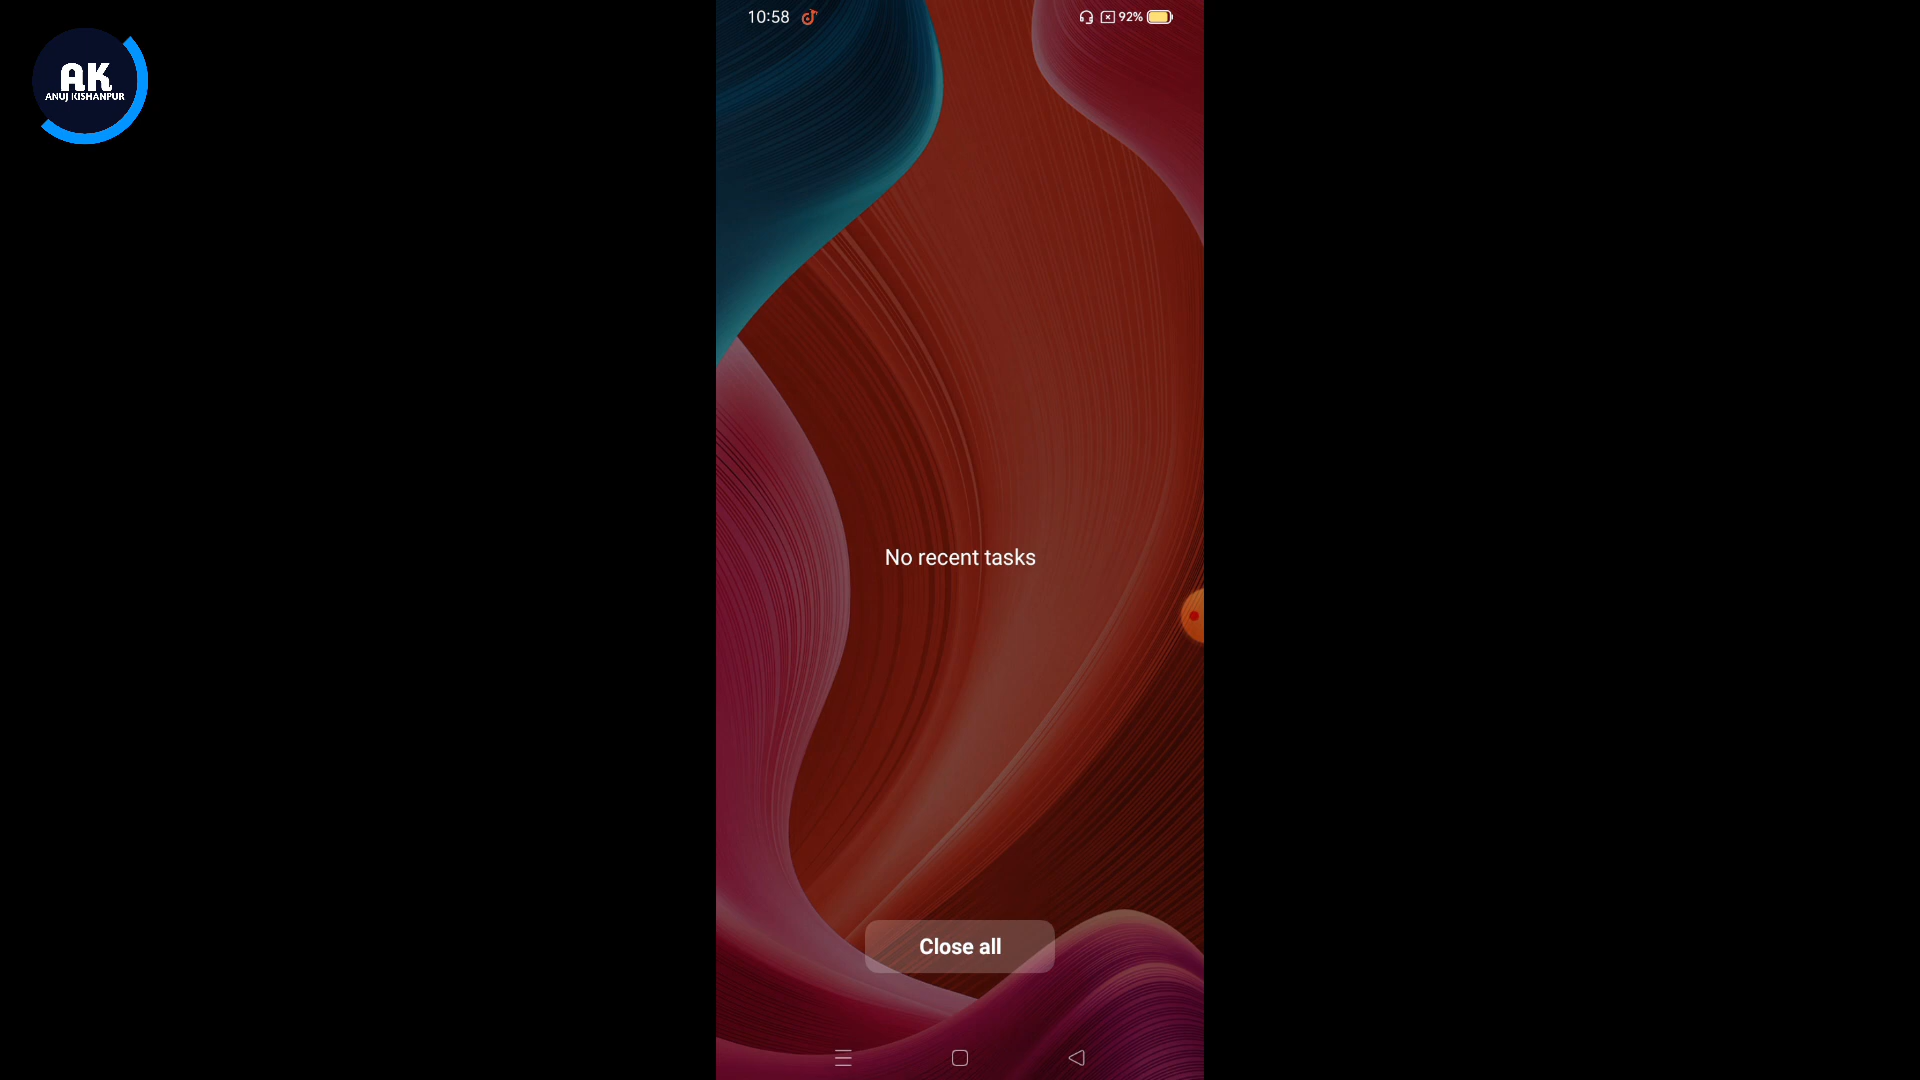 AK
ANUJ KISHANPUR
10:58
92%
No recent tasks
Close all